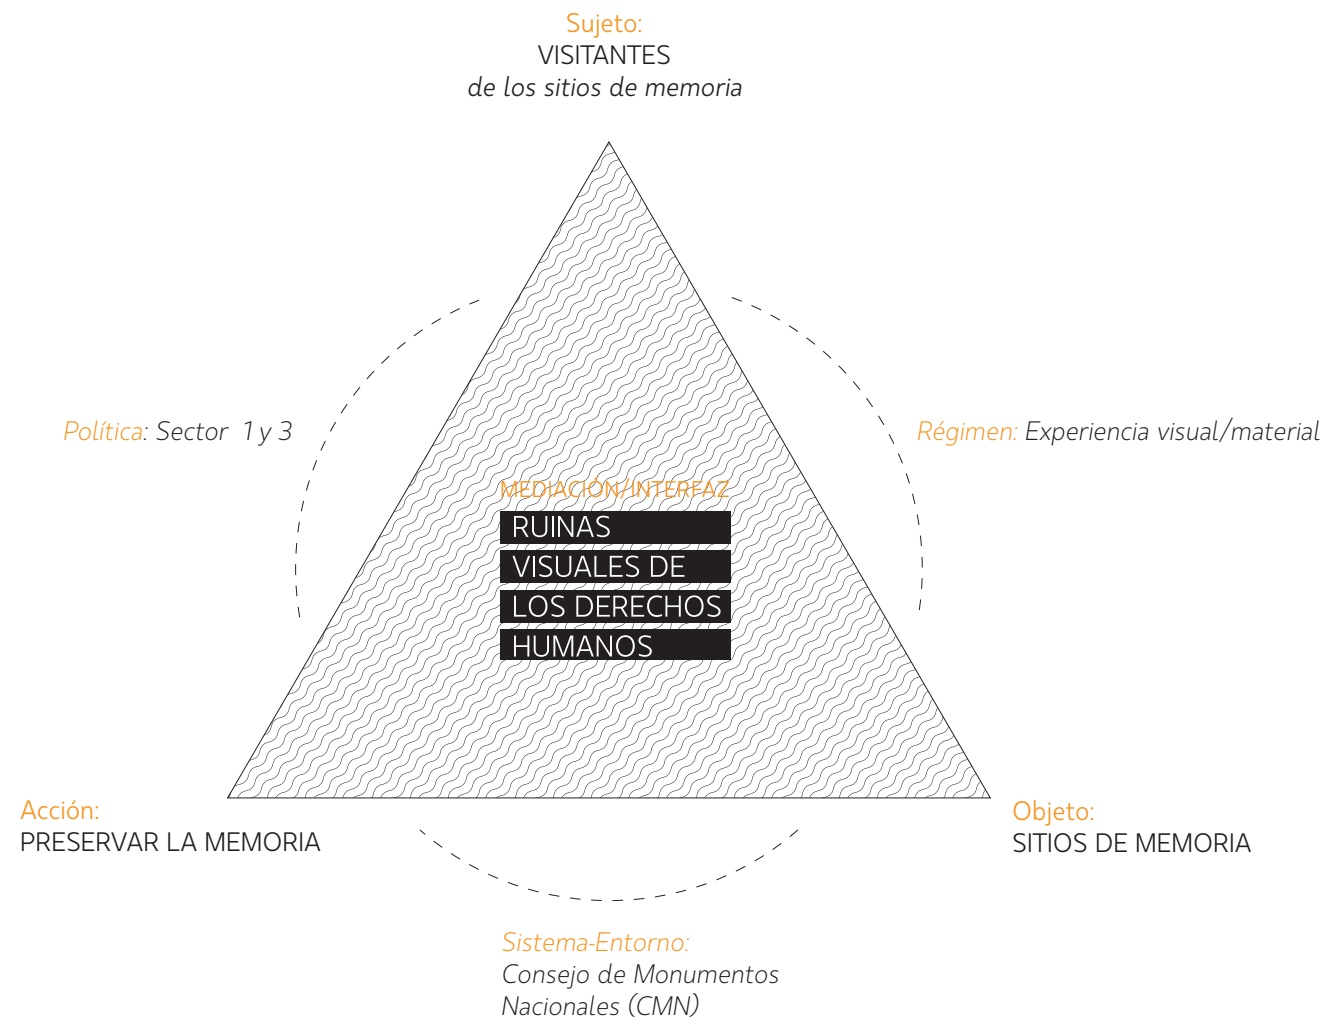 Sujeto:
VISITANTES
de los sitios de memoria
Política: Sector 1 y 3
Régimen: Experiencia visual/material
MEDIACIÓN/INTERFAZ
RUINAS
VISUALES DE
LOS DERECHOS
HUMANOS
Acción:
PRESERVAR LA MEMORIA
Objeto:
SITIOS DE MEMORIA
Sistema-Entorno:
Consejo de Monumentos
Nacionales (CMN)